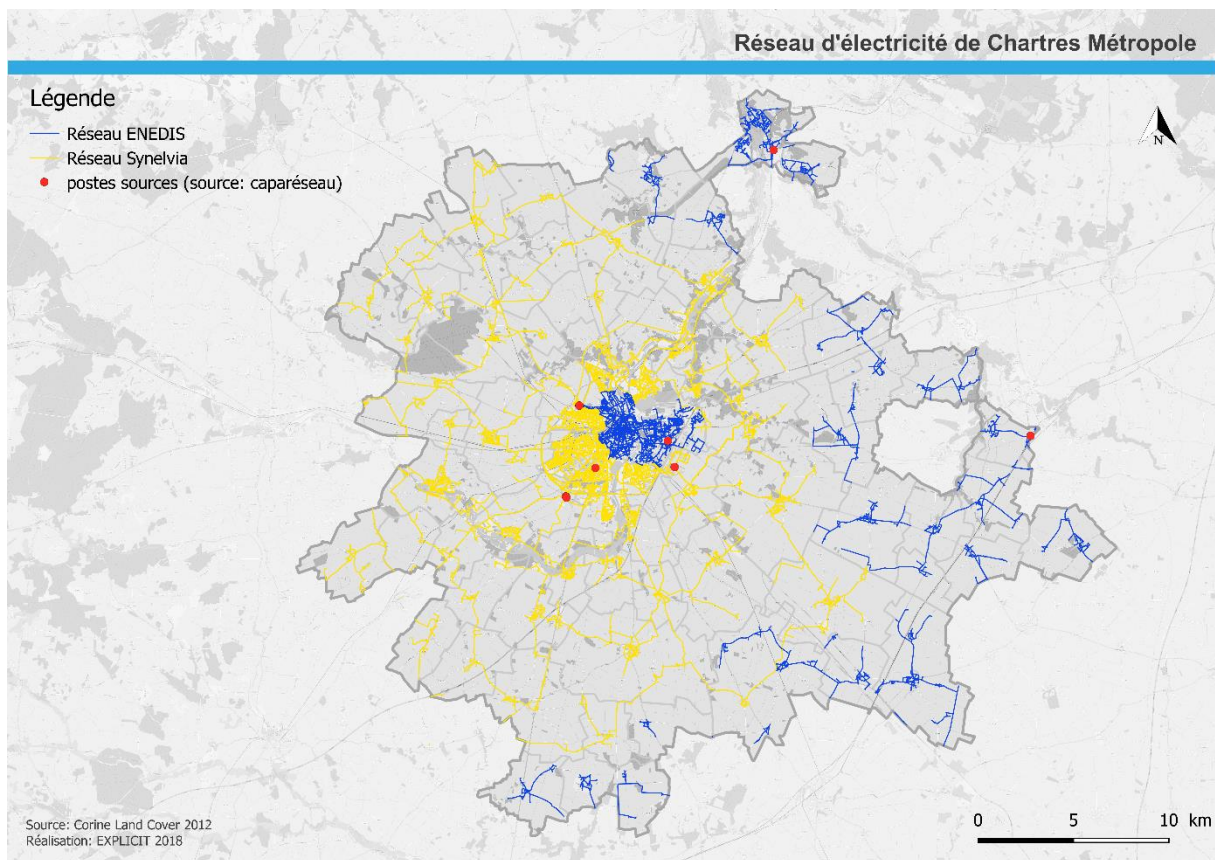 Réseau d'électricité de Chartres Métropole
Légende
Réseau ENEDIS
Réseau Synelvia
postes sources (source: caparéseau)
N
Source: Corine Land Cover 2012
Réalisation: EXPLICIT 2018
0 5 10 km